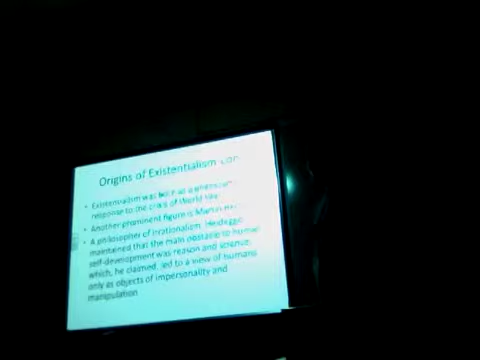 Origins of Existentialism
Existentialism was born as a
response to the crisis of World
Another prominent figure is
A philosopher of irrationalism, Heidegger
maintained that the main obstacle to human
self-development was reason and science,
which, he claimed, led to a view of humans
only as objects of impersonality and
manipulation